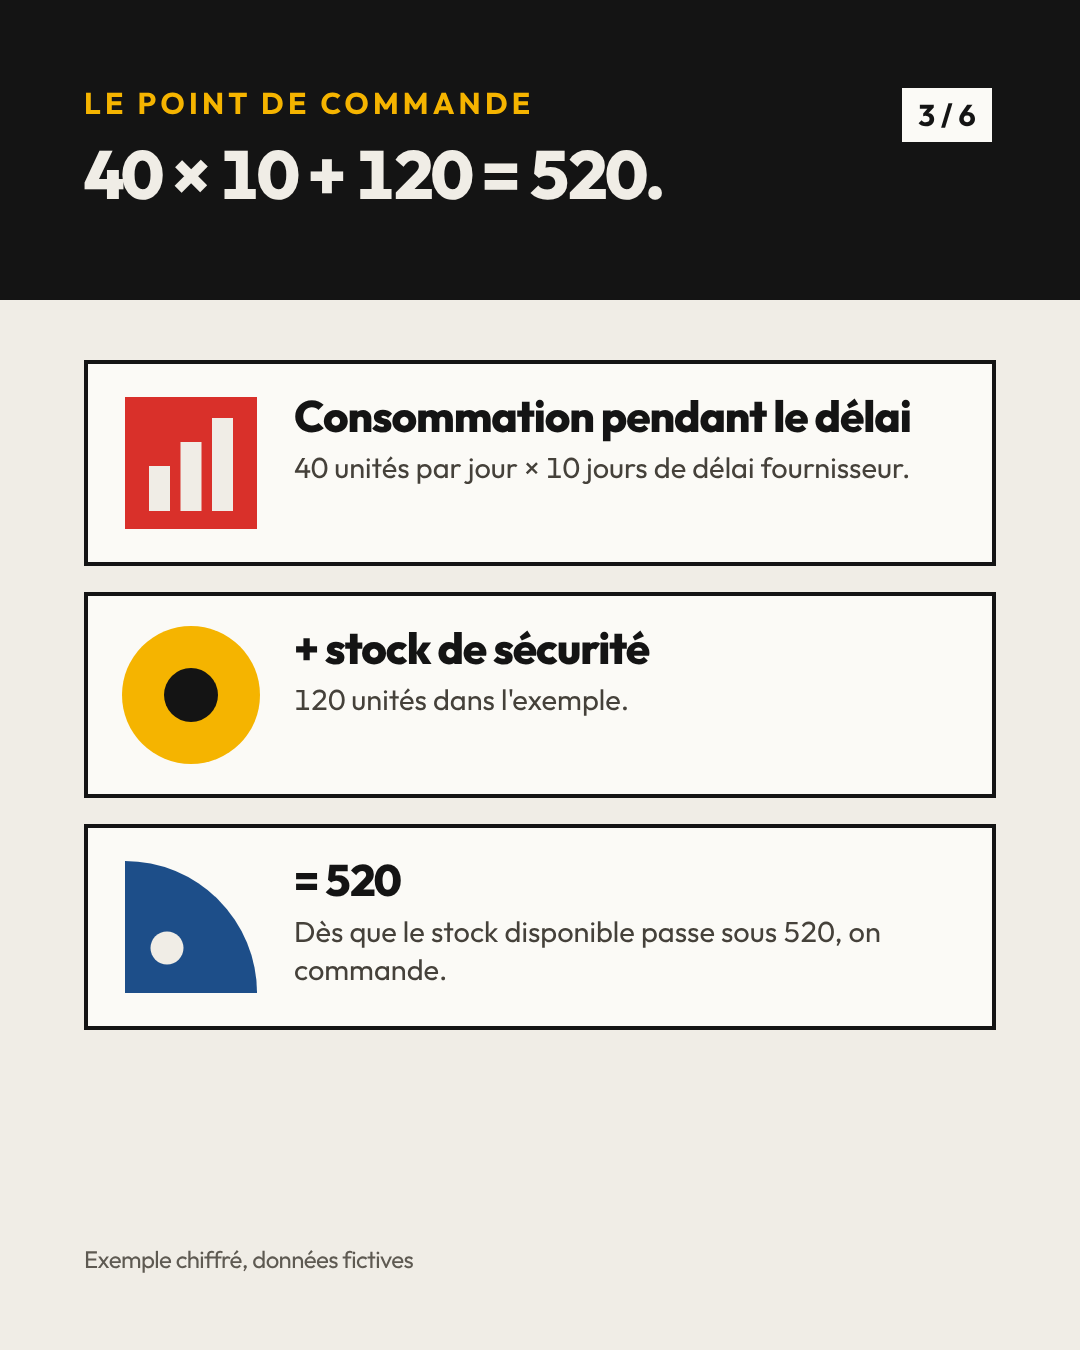 LE POINT DE COMMANDE
3 / 6
40 × 10 + 120 = 520.
Consommation pendant le délai
40 unités par jour × 10 jours de délai fournisseur.
+ stock de sécurité
120 unités dans l'exemple.
= 520
Dès que le stock disponible passe sous 520, on
commande.
Exemple chiffré, données fictives